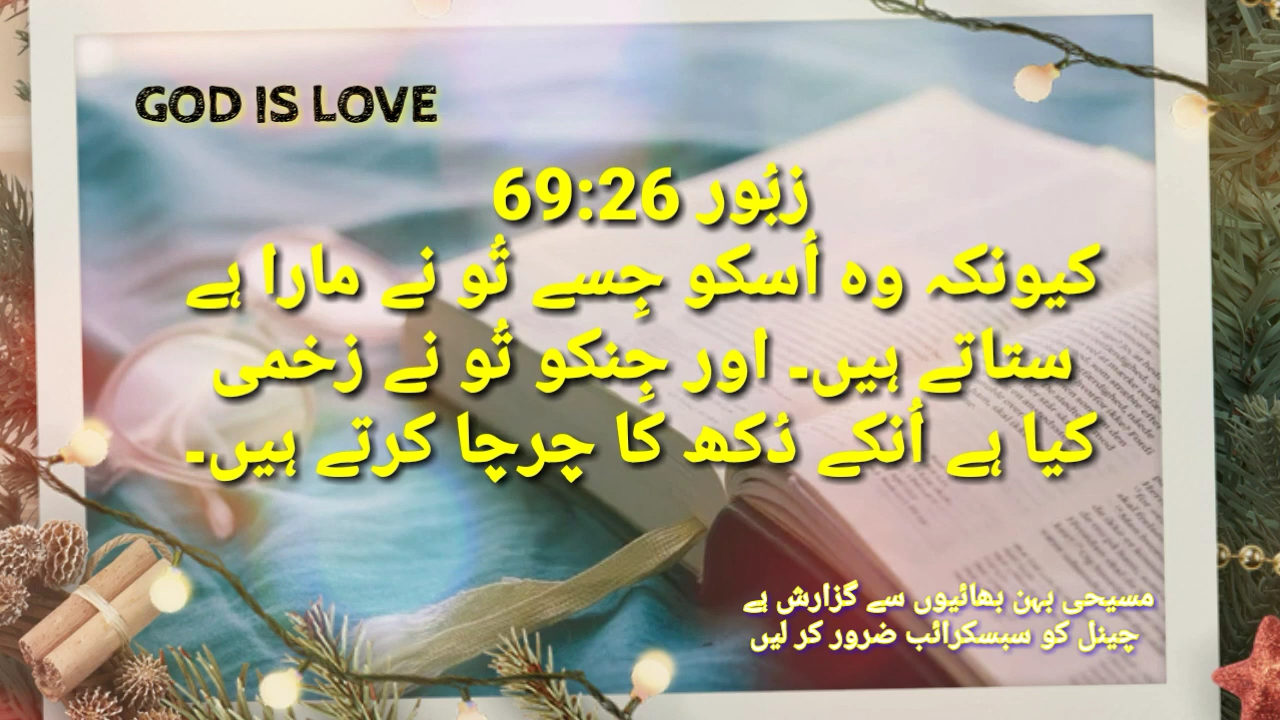 GOD IS LOVE
زبُور 69:26
کیونکہ وہ اُسکو جِسے تُو نے مارا ہے
ستاتے ہیں۔ اور جِنکو تُو نے زخمی
کیا ہے اُنکے دُکھ کا چرچا کرتے ہیں۔
مسیحی بہن بھائیوں سے گزارش ہے
چینل کو سبسکرائب ضرور کر لیں